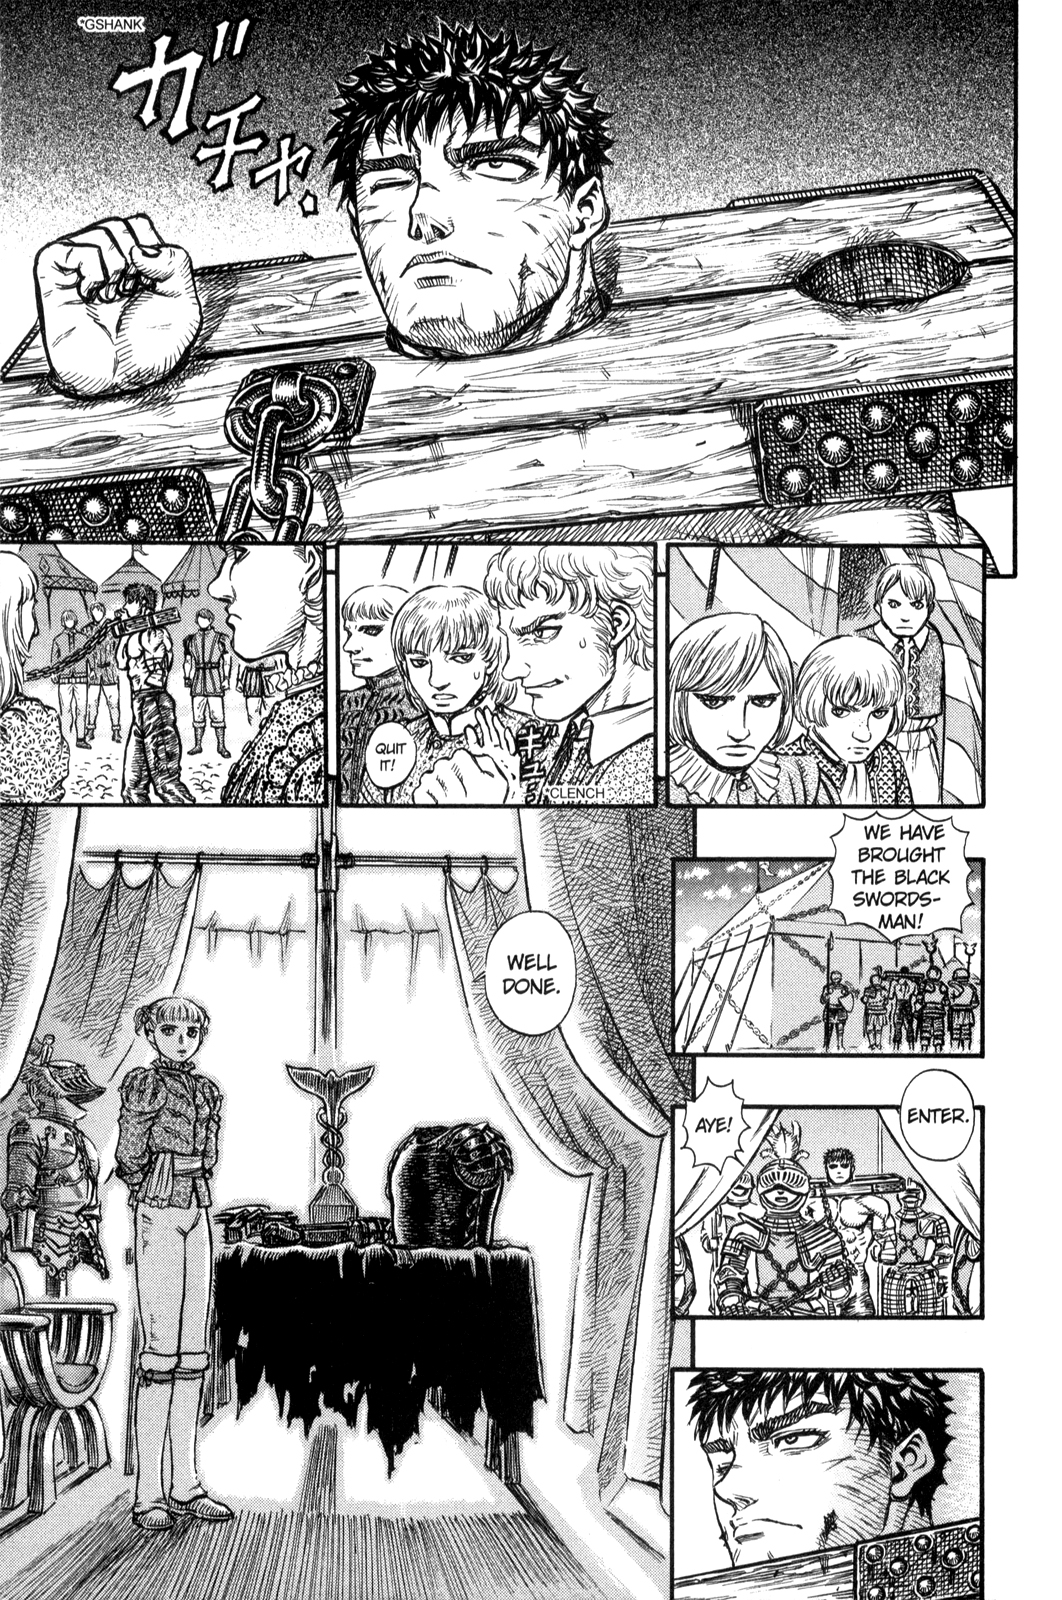 *GSHANK
ガチャ.
*CLENCH
ギュ
QUIT
IT!
WE HAVE
BROUGHT
THE BLACK
SWORDS-
MAN!
ENTER.
AYE!
WELL
DONE.